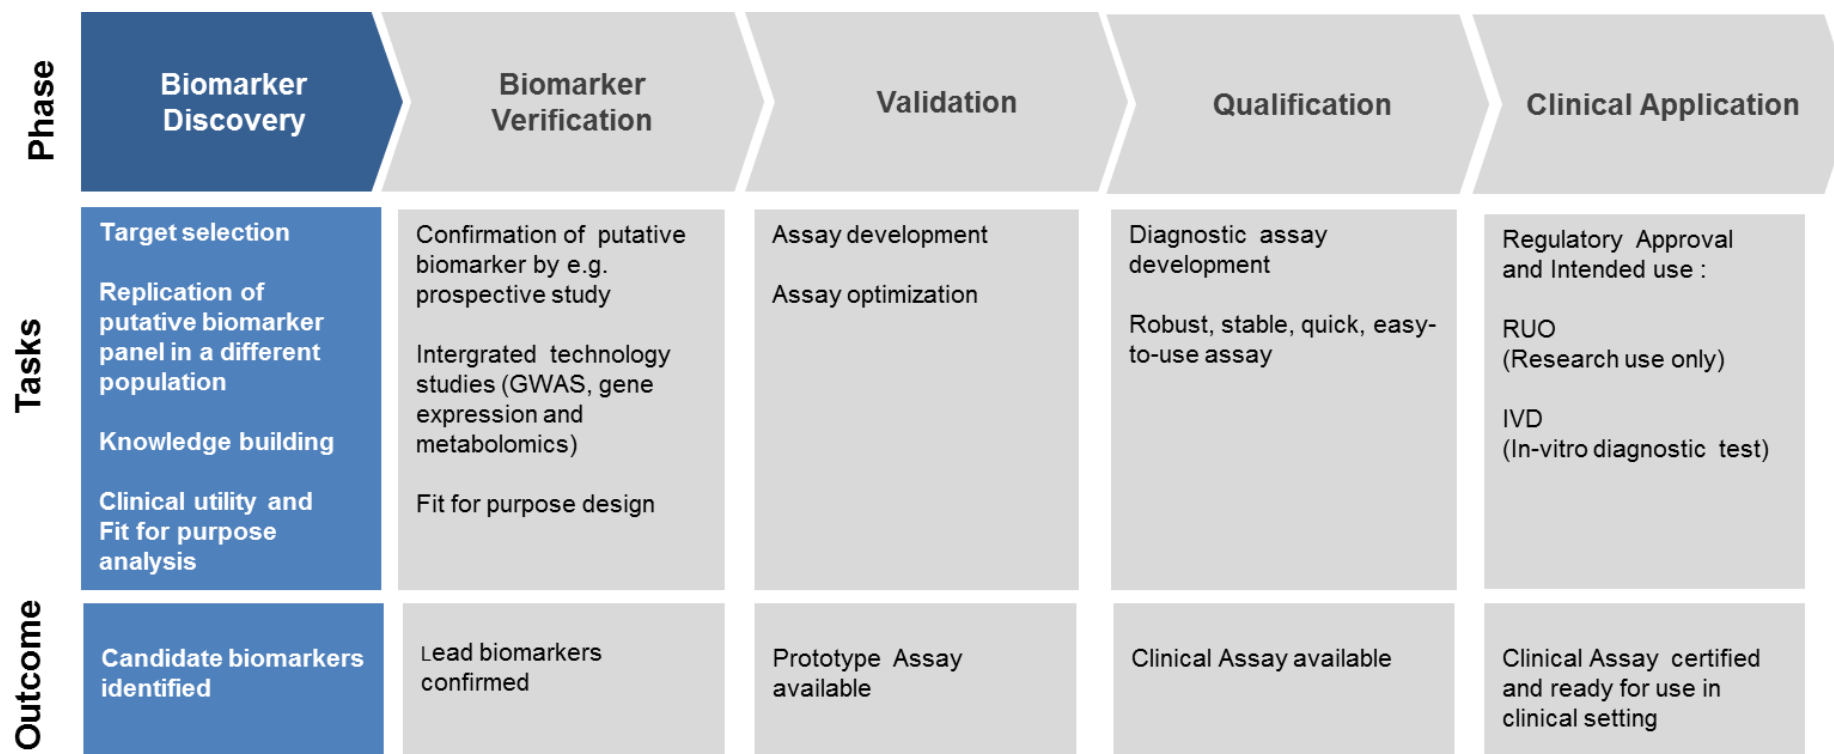 Phase
Biomarker
Discovery
Biomarker
Verification
Validation
Qualification
Clinical Application
Tasks
Target selection
Replication of
putative biomarker
panel in a different
population
Knowledge building
Clinical utility and
Fit for purpose
analysis
Confirmation of putative
biomarker by e.g.
prospective study
Intergrated technology
studies (GWAS, gene
expression and
metabolomics)
Fit for purpose design
Assay development
Assay optimization
Diagnostic assay
development
Robust, stable, quick, easy-
to-use assay
Regulatory Approval
and Intended use :
RUO
(Research use only)
IVD
(In-vitro diagnostic test)
Outcome
Candidate biomarkers
identified
Lead biomarkers
confirmed
Prototype Assay
available
Clinical Assay available
Clinical Assay certified
and ready for use in
clinical setting